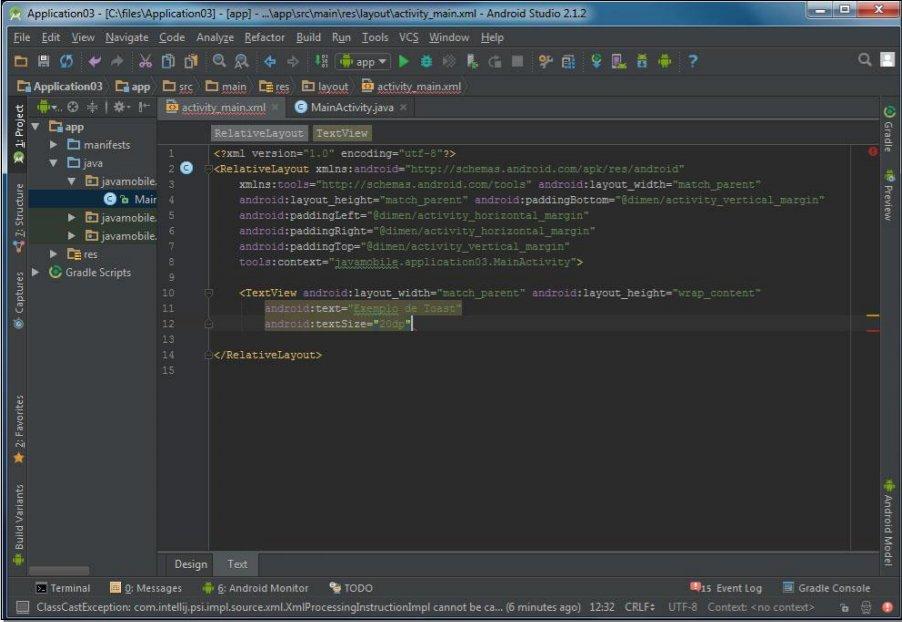 Application03 - [C:\files\Application03] - [app] - ...\app\src\main\res\layout\activity_main.xml - Android Studio 2.1.2
File Edit View Navigate Code Analyze Refactor Build Run Tools VCS Window Help
app
Application03 app src main res layout activity_main.xml
1: Project
7: Structure
Captures
2: Favorites
Build Variants
app
manifests
java
javamobile.
Mair
javamobile.
javamobile.
res
Gradle Scripts
activity_main.xml
MainActivity.java
RelativeLayout TextView
1 <?xml version="1.0" encoding="utf-8"?>
2 <RelativeLayout xmlns:android="http://schemas.android.com/apk/res/android"
3 xmlns:tools="http://schemas.android.com/tools" android:layout_width="match_parent"
4 android:layout_height="match_parent" android:paddingBottom="@dimen/activity_vertical_margin"
5 android:paddingLeft="@dimen/activity_horizontal_margin"
6 android:paddingRight="@dimen/activity_horizontal_margin"
7 android:paddingTop="@dimen/activity_vertical_margin"
8 tools:context="javamobile.application03.MainActivity">
9
10 <TextView android:layout_width="match_parent" android:layout_height="wrap_content"
11 android:text="Exemplo de Toast"
12 android:textSize="20dp"
13
14 </RelativeLayout>
15
Gradle
Preview
Android Model
Design Text
Terminal 0: Messages 6: Android Monitor TODO 15 Event Log Gradle Console
ClassCastException: com.intellij.psi.impl.source.xml.XmlProcessingInstructionImpl cannot be ca... (6 minutes ago) 12:32 CRLF UTF-8 Context: <no context>